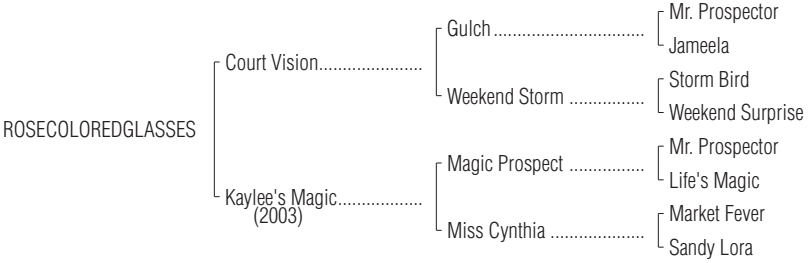 Mr. Prospector
Gulch................................
Jameela
Court Vision......................
Storm Bird
Weekend Storm ................
Weekend Surprise
ROSECOLOREDGLASSES
Mr. Prospector
Magic Prospect ................
Life's Magic
Kaylee's Magic..................
(2003)
Market Fever
Miss Cynthia ....................
Sandy Lora